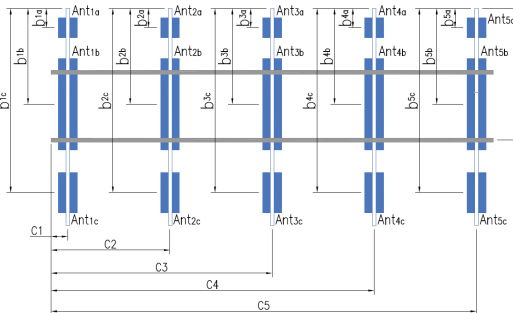 Ant1a Ant2a Ant3a Ant4a Ant5a
b1a b2a b3a b4a b5a
b1b b2b b3b b4b b5b
Ant1b Ant2b Ant3b Ant4b Ant5b
b1c b2c b3c b4c b5c
Ant1c Ant2c Ant3c Ant4c Ant5c
C1
C2
C3
C4
C5